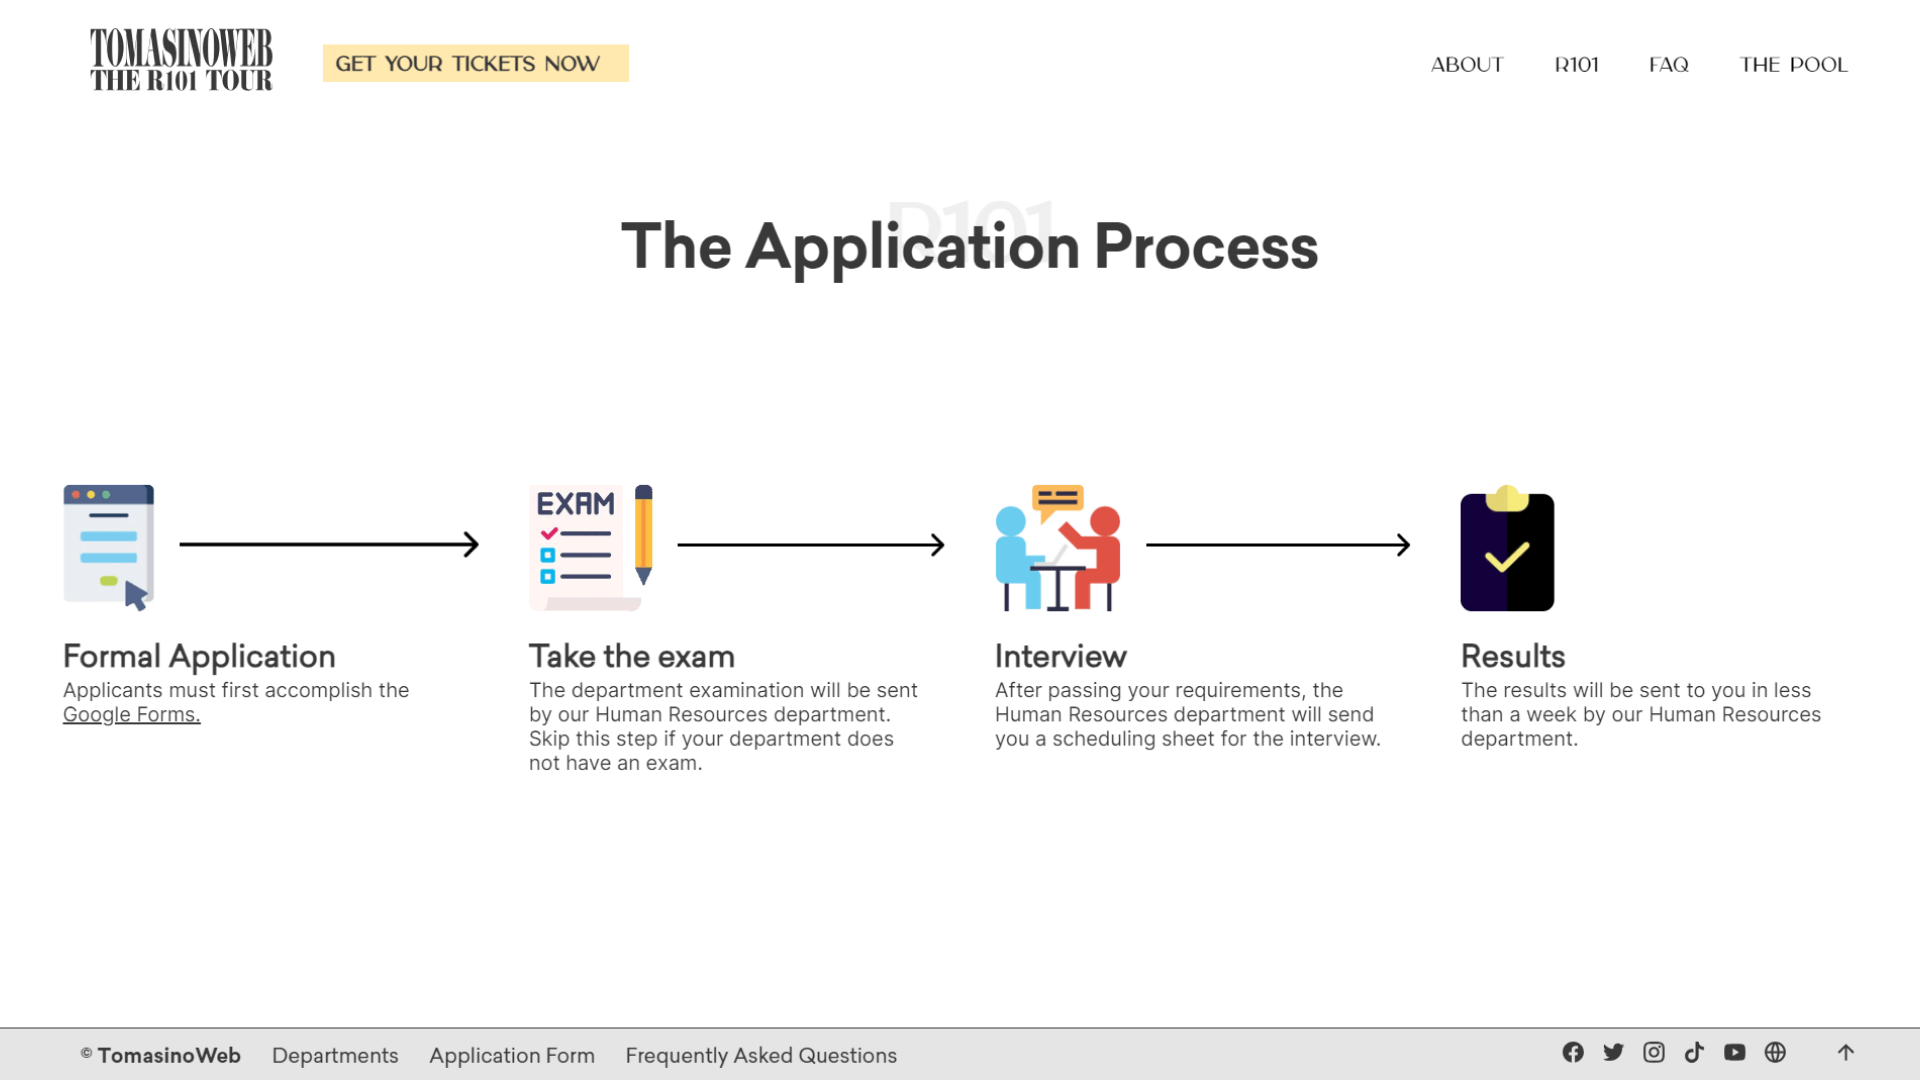 TOMASINOWEB
THE R101 TOUR
GET YOUR TICKETS NOW
ABOUT
R101
FAQ
THE POOL
R101
The Application Process
EXAM
Formal Application
Applicants must first accomplish the
Google Forms.
Take the exam
The department examination will be sent
by our Human Resources department.
Skip this step if your department does
not have an exam.
Interview
After passing your requirements, the
Human Resources department will send
you a scheduling sheet for the interview.
Results
The results will be sent to you in less
than a week by our Human Resources
department.
© TomasinoWeb
Departments
Application Form
Frequently Asked Questions